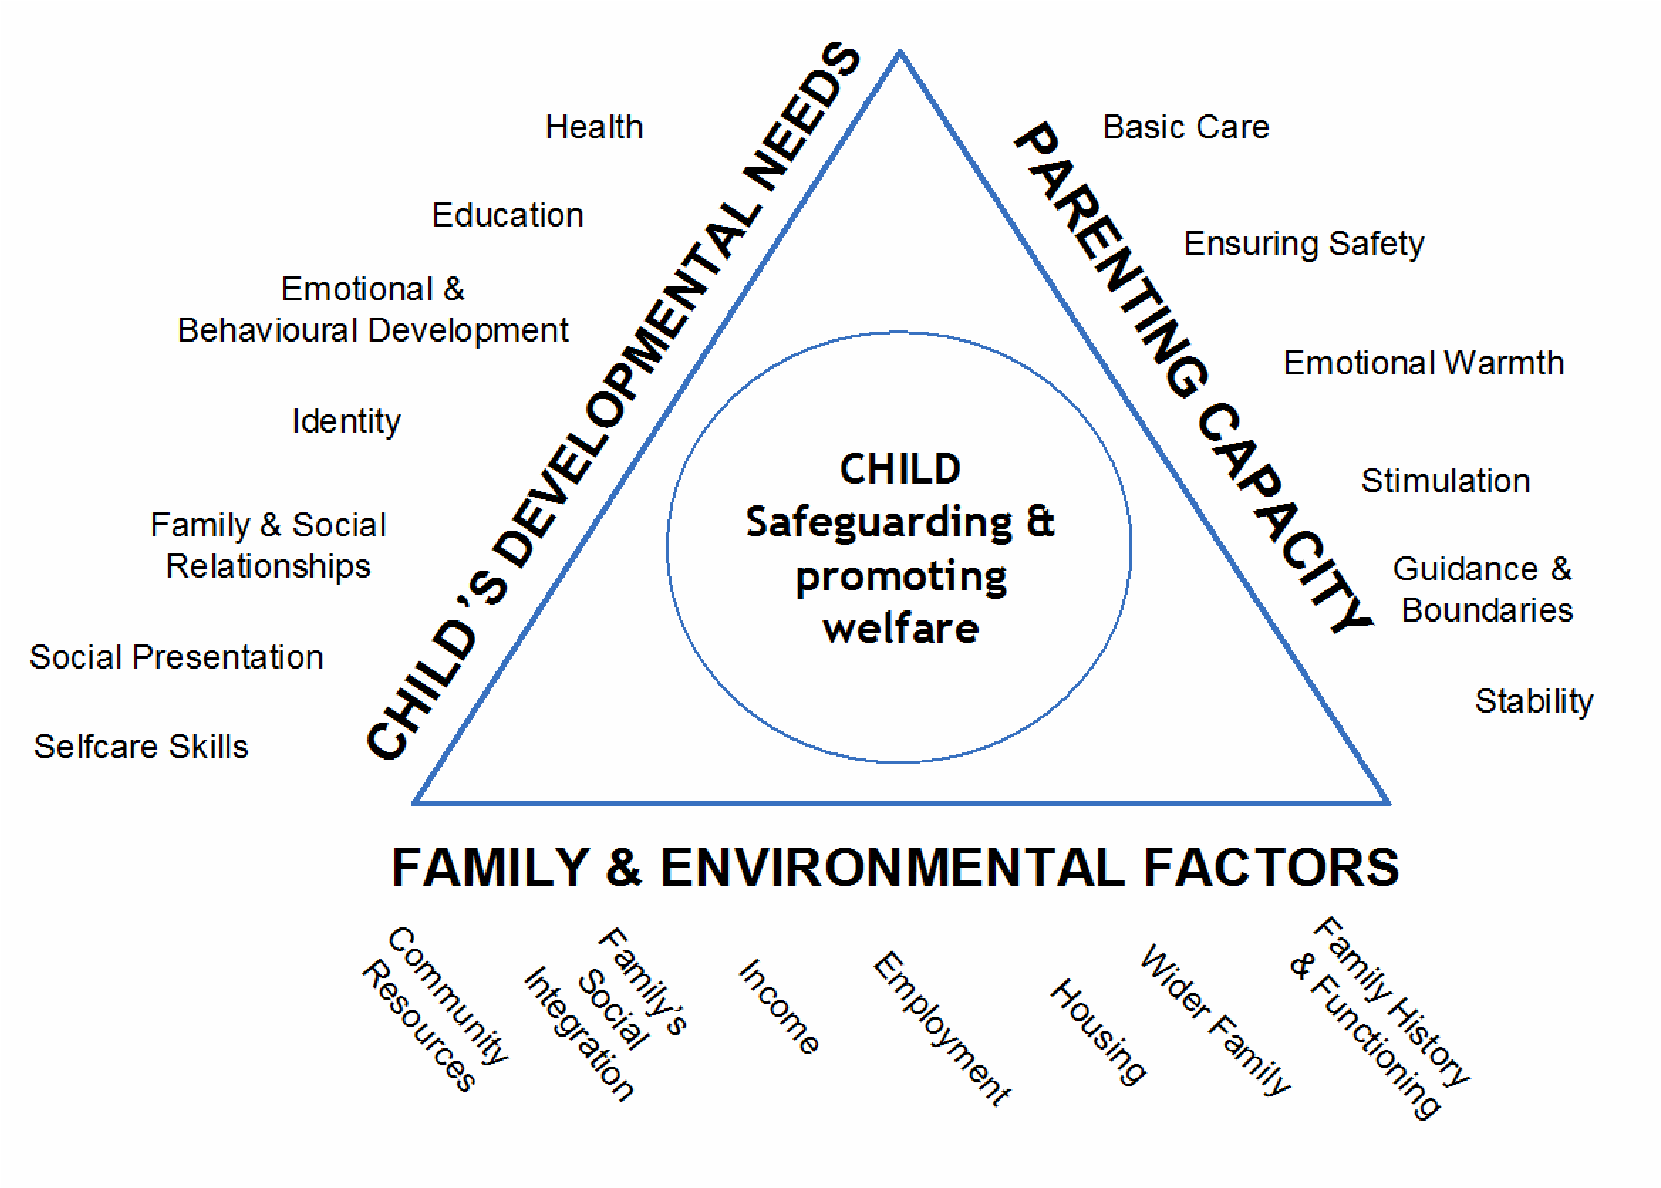 CHILD'S DEVELOPMENTAL NEEDS
Health
Education
Emotional &
Behavioural Development
Identity
Family & Social
Relationships
Social Presentation
Selfcare Skills
PARENTING CAPACITY
Basic Care
Ensuring Safety
Emotional Warmth
Stimulation
Guidance &
Boundaries
Stability
CHILD
Safeguarding &
promoting
welfare
FAMILY & ENVIRONMENTAL FACTORS
Community
Resources
Family's
Social
Integration
Income
Employment
Housing
Wider Family
Family History
& Functioning